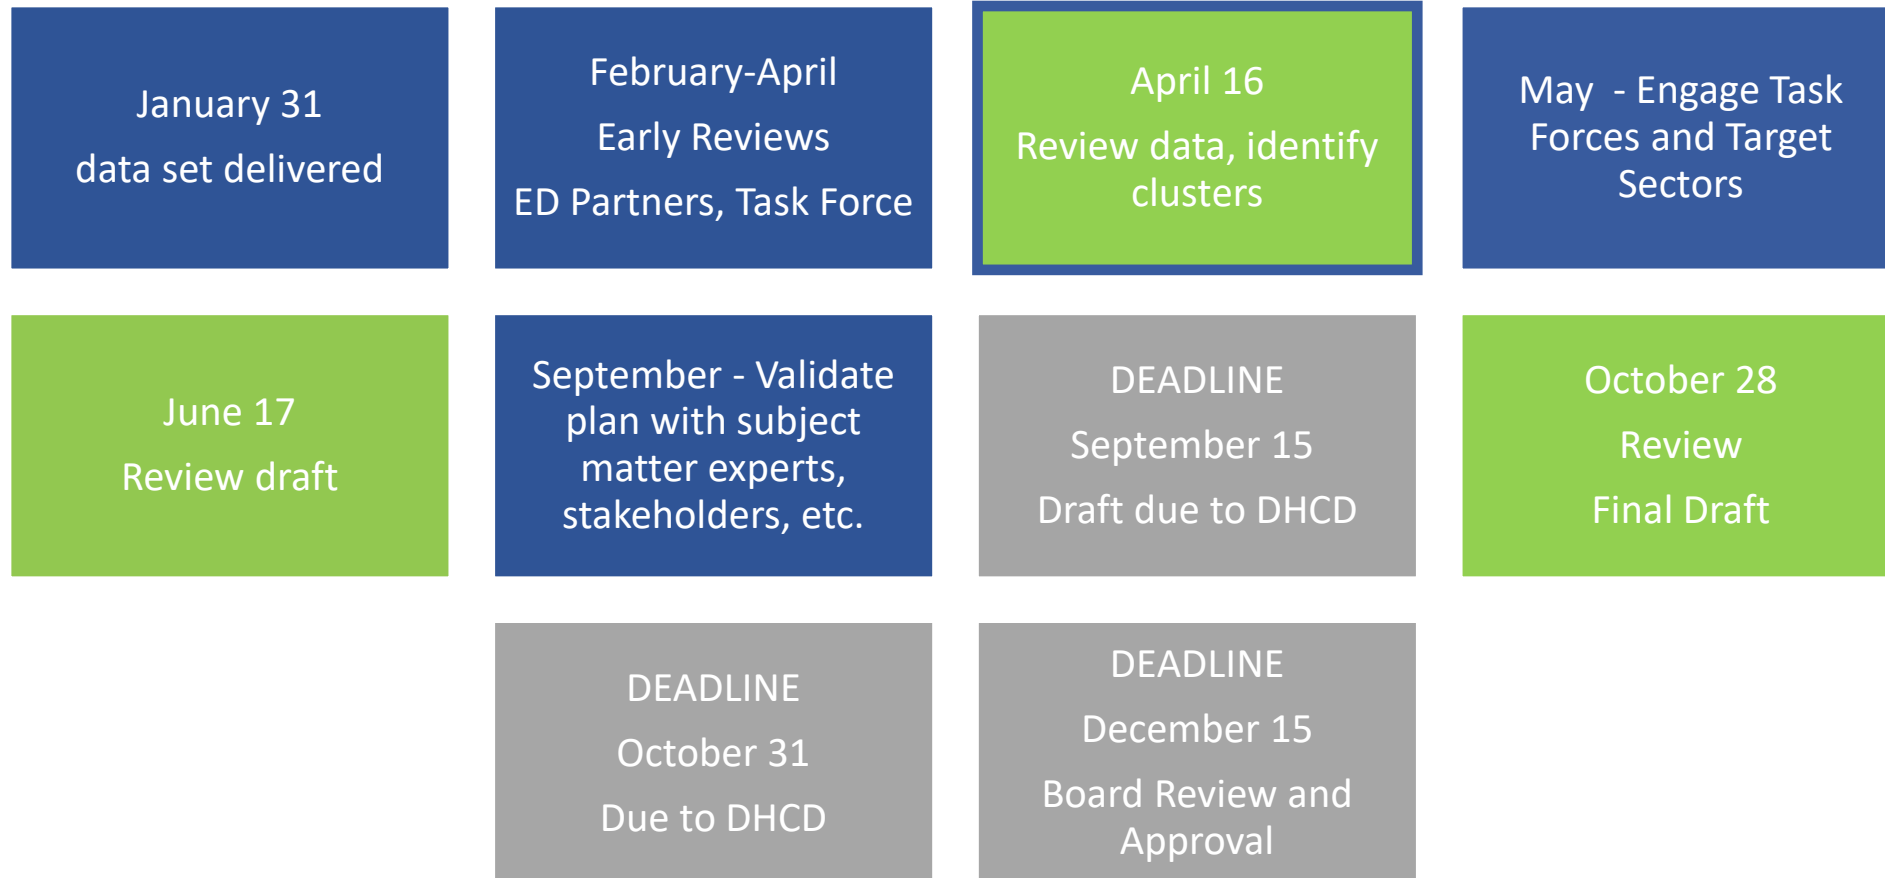 January 31
data set delivered
February-April
Early Reviews
ED Partners, Task Force
April 16
Review data, identify
clusters
May  - Engage Task
Forces and Target
Sectors
June 17
Review draft
September - Validate
plan with subject
matter experts,
stakeholders, etc.
DEADLINE
September 15
Draft due to DHCD
October 28
Review
Final Draft
DEADLINE
October 31
Due to DHCD
DEADLINE
December 15
Board Review and
Approval